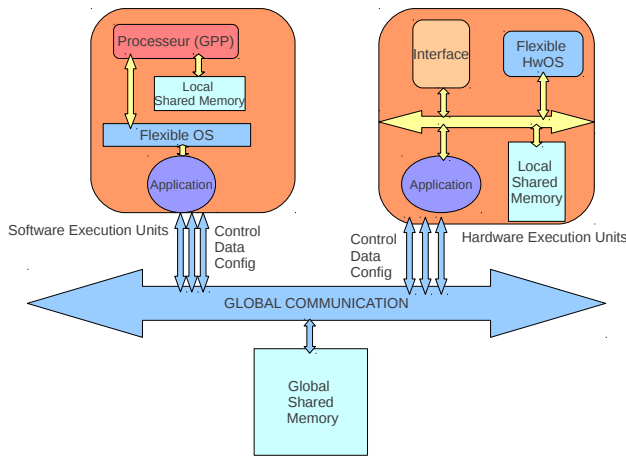 Processeur (GPP)
Local
Shared Memory
Flexible OS
Application
Software Execution Units
Control
Data
Config
Interface
Flexible
HwOS
Application
Local
Shared
Memory
Control
Data
Config
Hardware Execution Units
GLOBAL COMMUNICATION
Global
Shared
Memory